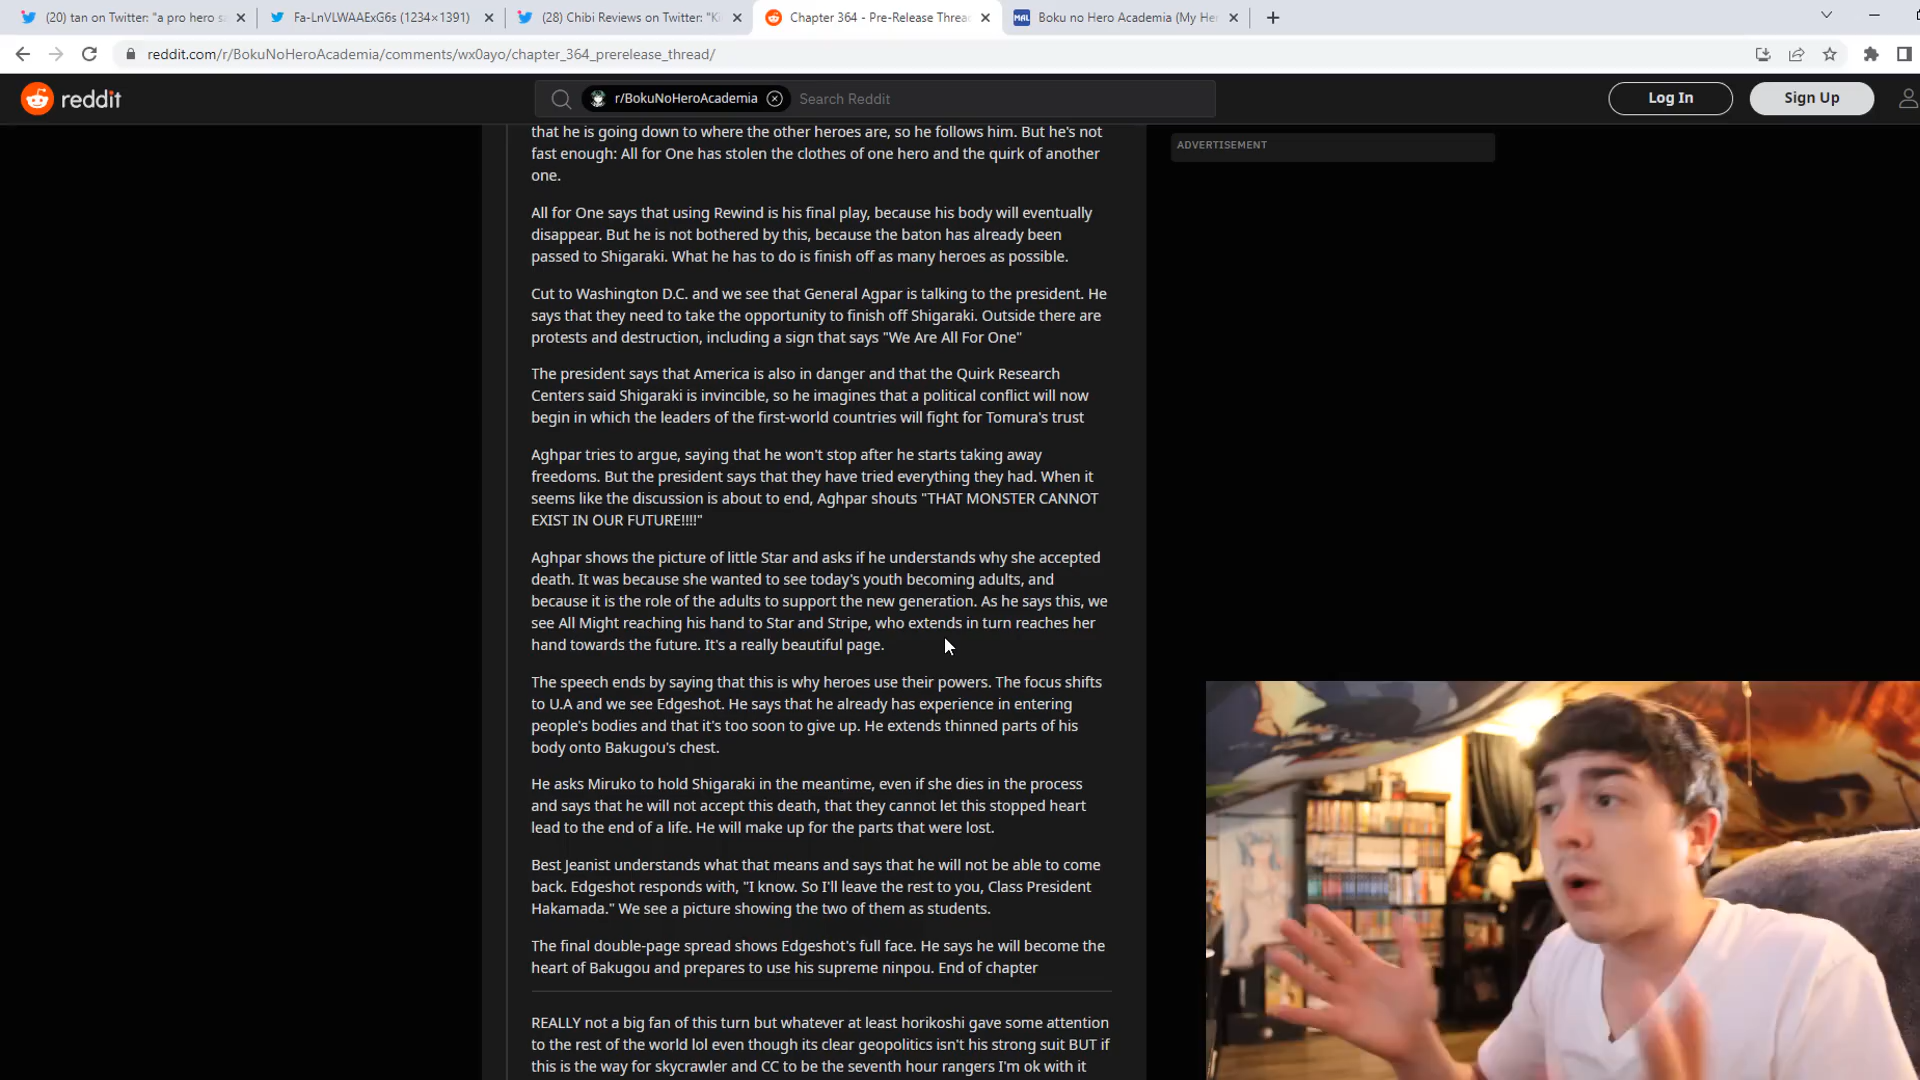 (20) tan on Twitter: "a pro hero s
Fa-LnVLWAAExG6s (1234×1391)
(28) Chibi Reviews on Twitter: "Ki
Chapter 364 - Pre-Release Threa
MAL Boku no Hero Academia (My He
reddit.com/r/BokuNoHeroAcademia/comments/wx0ayo/chapter_364_prerelease_thread/
reddit
r/BokuNoHeroAcademia
Search Reddit
Log In
Sign Up
that he is going down to where the other heroes are, so he follows him. But he's not
fast enough: All for One has stolen the clothes of one hero and the quirk of another
one.
All for One says that using Rewind is his final play, because his body will eventually
disappear. But he is not bothered by this, because the baton has already been
passed to Shigaraki. What he has to do is finish off as many heroes as possible.
Cut to Washington D.C. and we see that General Agpar is talking to the president. He
says that they need to take the opportunity to finish off Shigaraki. Outside there are
protests and destruction, including a sign that says "We Are All For One"
The president says that America is also in danger and that the Quirk Research
Centers said Shigaraki is invincible, so he imagines that a political conflict will now
begin in which the leaders of the first-world countries will fight for Tomura's trust
Aghpar tries to argue, saying that he won't stop after he starts taking away
freedoms. But the president says that they have tried everything they had. When it
seems like the discussion is about to end, Aghpar shouts "THAT MONSTER CANNOT
EXIST IN OUR FUTURE!!!!"
Aghpar shows the picture of little Star and asks if he understands why she accepted
death. It was because she wanted to see today's youth becoming adults, and
because it is the role of the adults to support the new generation. As he says this, we
see All Might reaching his hand to Star and Stripe, who extends in turn reaches her
hand towards the future. It's a really beautiful page.
The speech ends by saying that this is why heroes use their powers. The focus shifts
to U.A and we see Edgeshot. He says that he already has experience in entering
people's bodies and that it's too soon to give up. He extends thinned parts of his
body onto Bakugou's chest.
He asks Miruko to hold Shigaraki in the meantime, even if she dies in the process
and says that he will not accept this death, that they cannot let this stopped heart
lead to the end of a life. He will make up for the parts that were lost.
Best Jeanist understands what that means and says that he will not be able to come
back. Edgeshot responds with, "I know. So I'll leave the rest to you, Class President
Hakamada." We see a picture showing the two of them as students.
The final double-page spread shows Edgeshot's full face. He says he will become the
heart of Bakugou and prepares to use his supreme ninpou. End of chapter
REALLY not a big fan of this turn but whatever at least horikoshi gave some attention
to the rest of the world lol even though its clear geopolitics isn't his strong suit BUT if
this is the way for skycrawler and CC to be the seventh hour rangers I'm ok with it
ADVERTISEMENT